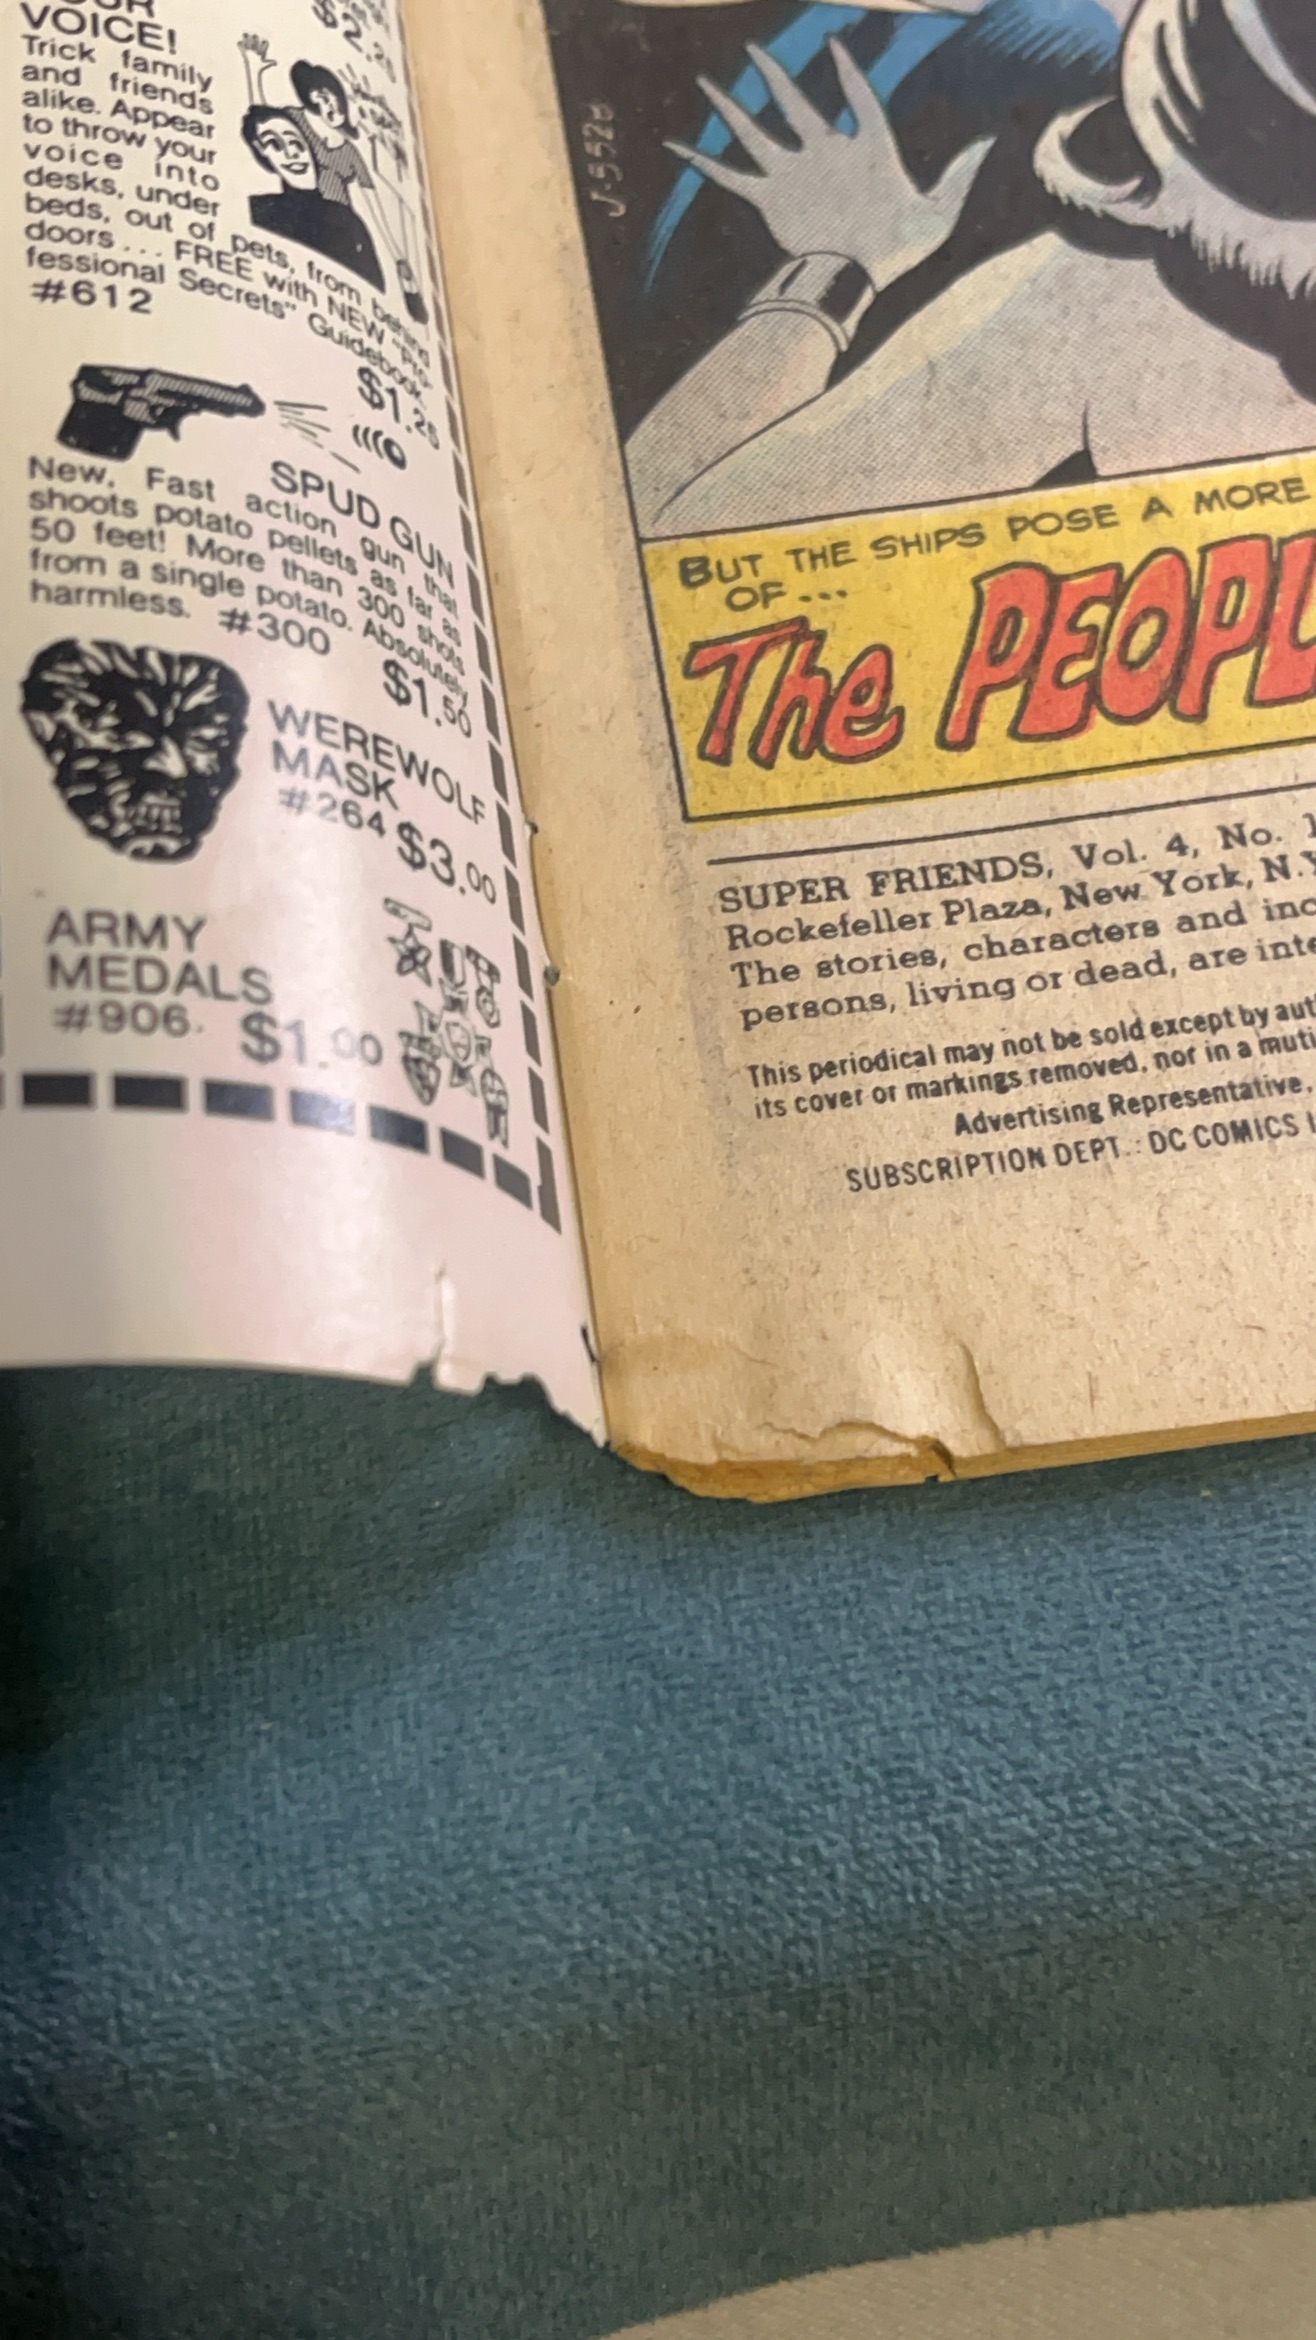 VOICE!
Trick family
and friends
alike. Appear
to throw your
voice into
desks, under
beds, out of pets, from behind
doors... FREE with NEW "Pro-
fessional Secrets" Guidebook.
#612
$1.25
SPUD GUN
New, Fast action gun that
shoots potato pellets as far as
50 feet! More than 300 shots
from a single potato. Absolutely
harmless. #300
$1.50
WEREWOLF
MASK
#264 $3.00
ARMY
MEDALS
#906. $1.00
J-5528
BUT THE SHIPS POSE A MORE
OF...
The PEOPL
SUPER FRIENDS, Vol. 4, No. 1
Rockefeller Plaza, New York, N.Y
The stories, characters and inc
persons, living or dead, are inte
This periodical may not be sold except by aut
its cover or markings removed, nor in a muti
Advertising Representative,
SUBSCRIPTION DEPT.: DC COMICS I